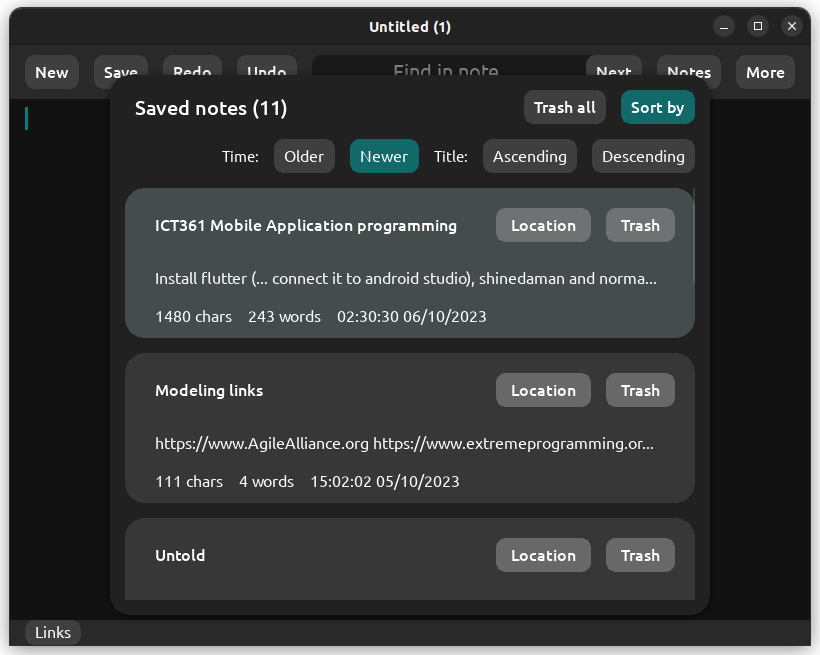 Untitled (1)
New Save Redo Undo Find in note Next Notes More
Saved notes (11) Trash all Sort by
Time: Older Newer Title: Ascending Descending
ICT361 Mobile Application programming Location Trash
Install flutter (... connect it to android studio), shinedaman and norma...
1480 chars 243 words 02:30:30 06/10/2023
Modeling links Location Trash
https://www.AgileAlliance.org https://www.extremeprogramming.or...
111 chars 4 words 15:02:02 05/10/2023
Untold Location Trash
Links